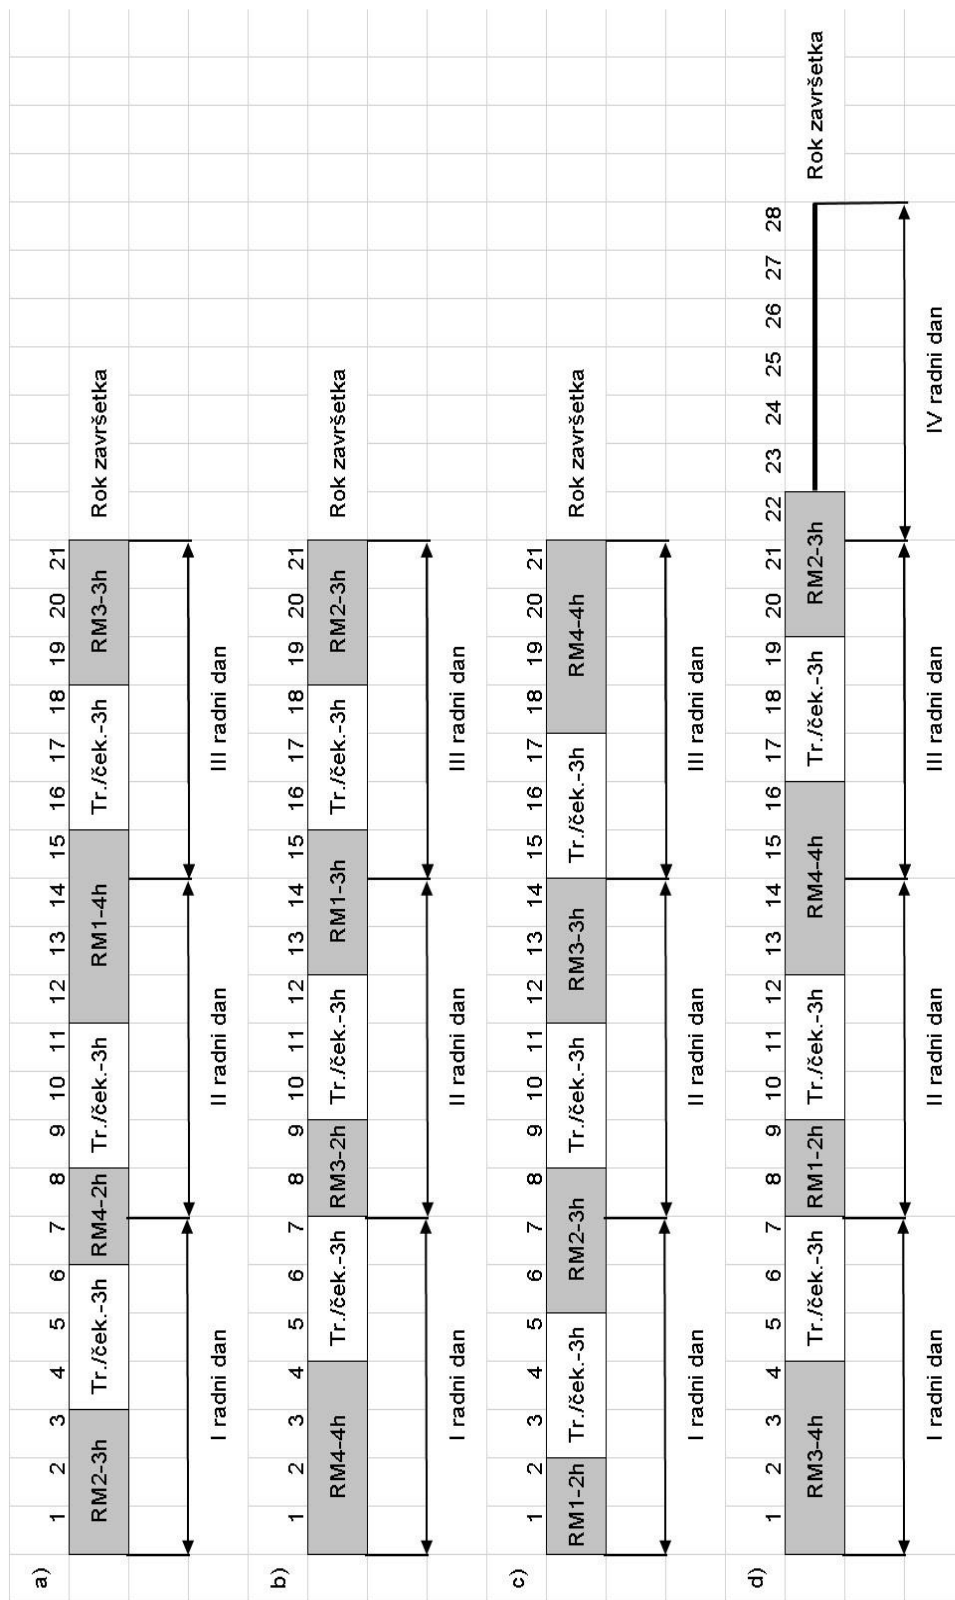 a)
1 2 3 4 5 6 7 8 9 10 11 12 13 14 15 16 17 18 19 20 21
RM2-3h Tr./ček.-3h RM4-2h Tr./ček.-3h RM1-4h Tr./ček.-3h RM3-3h Rok završetka
I radni dan II radni dan III radni dan
b)
1 2 3 4 5 6 7 8 9 10 11 12 13 14 15 16 17 18 19 20 21
RM4-4h Tr./ček.-3h RM3-2h Tr./ček.-3h RM1-3h Tr./ček.-3h RM2-3h Rok završetka
I radni dan II radni dan III radni dan
c)
1 2 3 4 5 6 7 8 9 10 11 12 13 14 15 16 17 18 19 20 21
RM1-2h Tr./ček.-3h RM2-3h Tr./ček.-3h RM3-3h Tr./ček.-3h RM4-4h Rok završetka
I radni dan II radni dan III radni dan
d)
1 2 3 4 5 6 7 8 9 10 11 12 13 14 15 16 17 18 19 20 21 22 23 24 25 26 27 28
RM3-4h Tr./ček.-3h RM1-2h Tr./ček.-3h RM4-4h Tr./ček.-3h RM2-3h Rok završetka
I radni dan II radni dan III radni dan IV radni dan